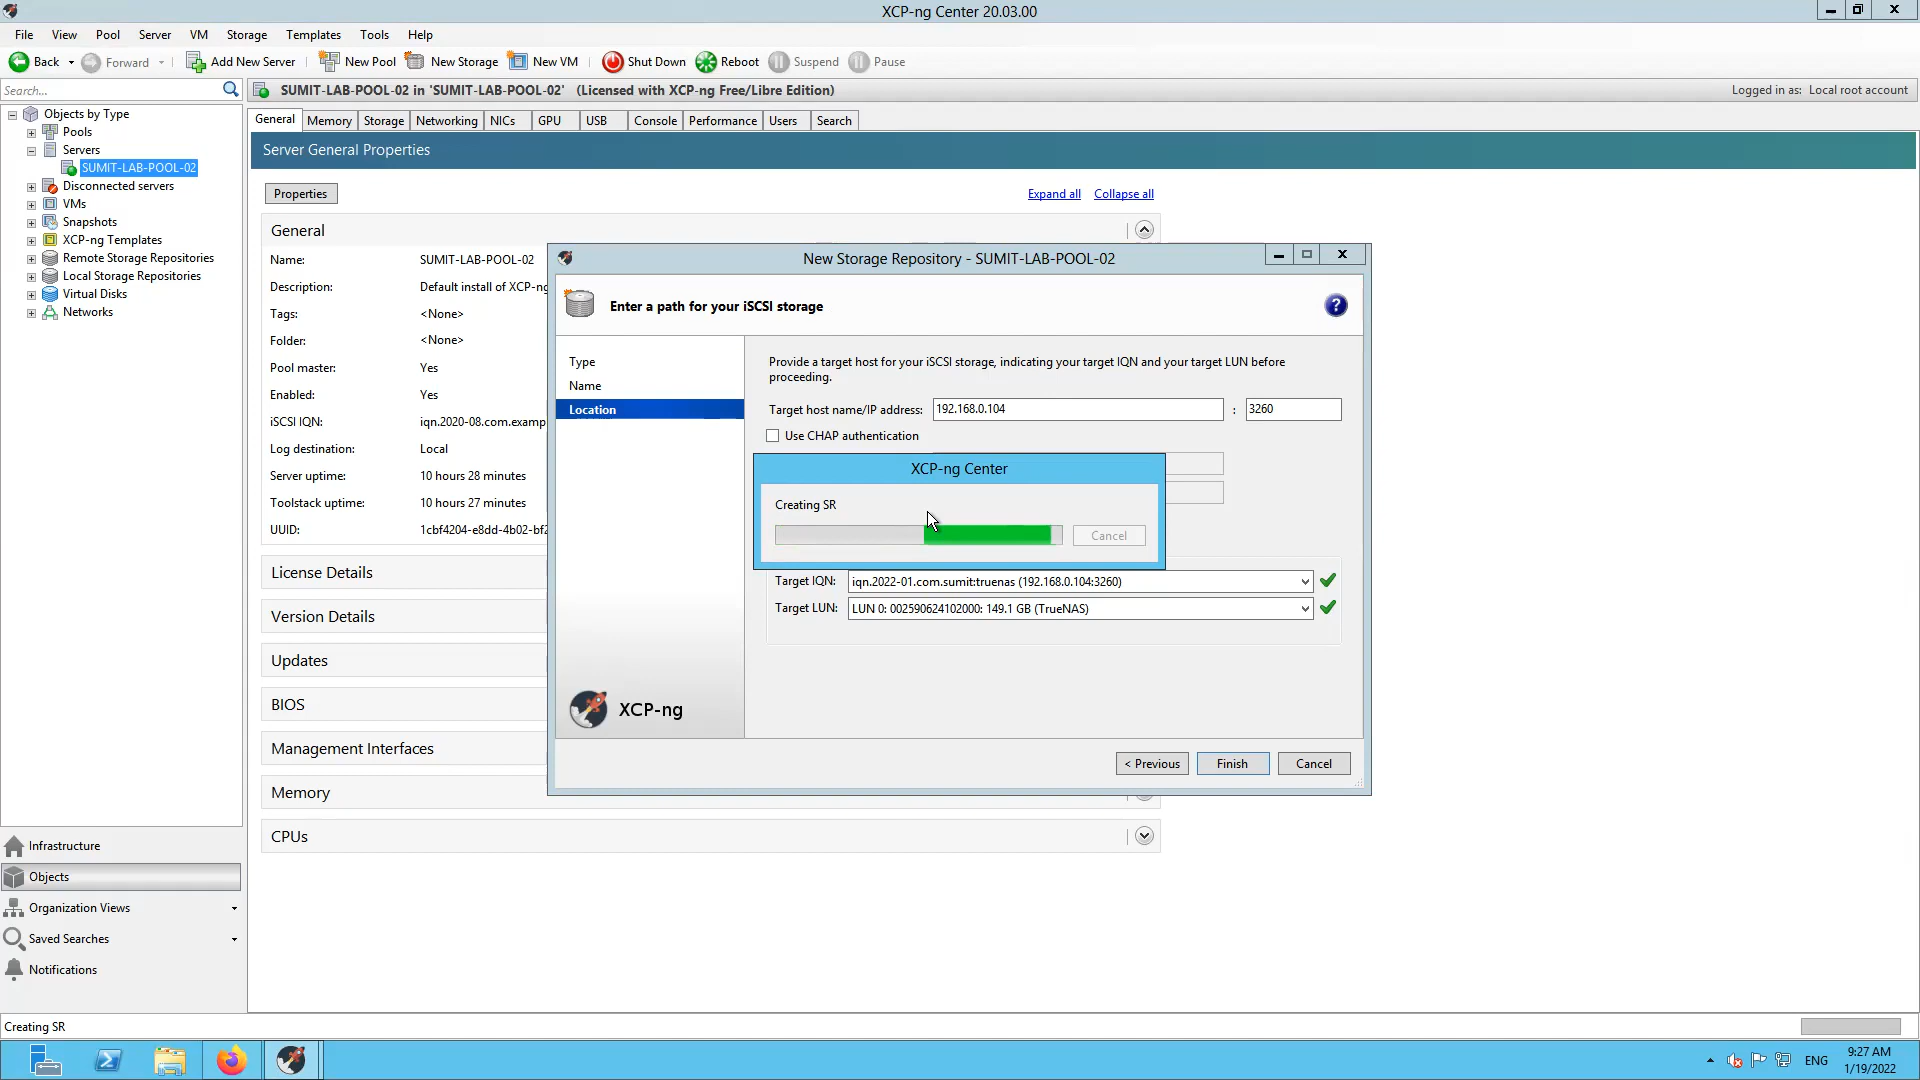 XCP-ng Center 20.03.00
File View Pool Server VM Storage Templates Tools Help
Back Forward Add New Server New Pool New Storage New VM Shut Down Reboot Suspend Pause
Search...
SUMIT-LAB-POOL-02 in 'SUMIT-LAB-POOL-02' (Licensed with XCP-ng Free/Libre Edition)
Logged in as: Local root account
Objects by Type
Pools
Servers
SUMIT-LAB-POOL-02
Disconnected servers
VMs
Snapshots
XCP-ng Templates
Remote Storage Repositories
Local Storage Repositories
Virtual Disks
Networks
Infrastructure
Objects
Organization Views
Saved Searches
Notifications
General Memory Storage Networking NICs GPU USB Console Performance Users Search
Server General Properties
Properties
Expand all Collapse all
General
Name: SUMIT-LAB-POOL-02
Description: Default install of XCP-ng
Tags: <None>
Folder: <None>
Pool master: Yes
Enabled: Yes
iSCSI IQN: iqn.2020-08.com.examp
Log destination: Local
Server uptime: 10 hours 28 minutes
Toolstack uptime: 10 hours 27 minutes
UUID: 1cbf4204-e8dd-4b02-bf2
License Details
Version Details
Updates
BIOS
Management Interfaces
Memory
CPUs
New Storage Repository - SUMIT-LAB-POOL-02
Enter a path for your iSCSI storage
?
Type
Name
Location
XCP-ng
Provide a target host for your iSCSI storage, indicating your target IQN and your target LUN before
proceeding.
Target host name/IP address: 192.168.0.104 : 3260
Use CHAP authentication
XCP-ng Center
Creating SR
Cancel
Target IQN: iqn.2022-01.com.sumit:truenas (192.168.0.104:3260)
Target LUN: LUN 0: 002590624102000: 149.1 GB (TrueNAS)
< Previous Finish Cancel
Creating SR
ENG
9:27 AM
1/19/2022